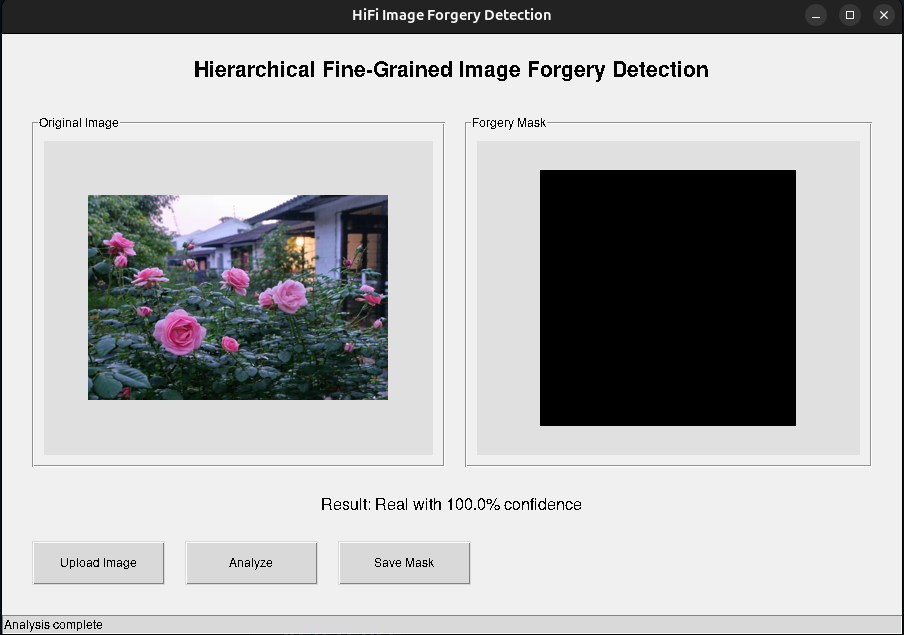 HiFi Image Forgery Detection
Hierarchical Fine-Grained Image Forgery Detection
Original Image
Forgery Mask
Result: Real with 100.0% confidence
Upload Image
Analyze
Save Mask
Analysis complete